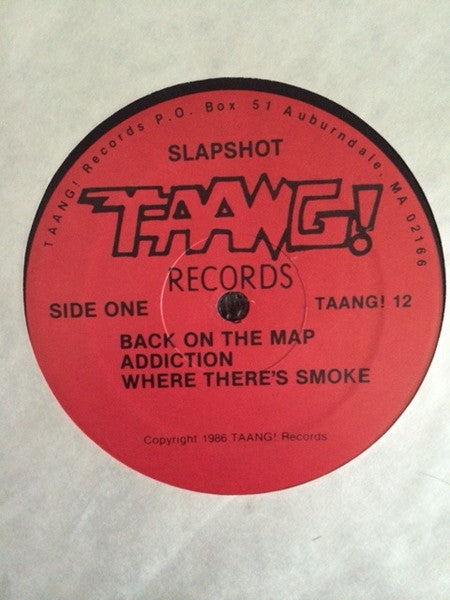 TAANG! Records P.O. Box 51 Auburndale, MA 02166
SLAPSHOT
TAANG!
RECORDS
SIDE ONE TAANG! 12
BACK ON THE MAP
ADDICTION
WHERE THERE'S SMOKE
Copyright 1986 TAANG! Records